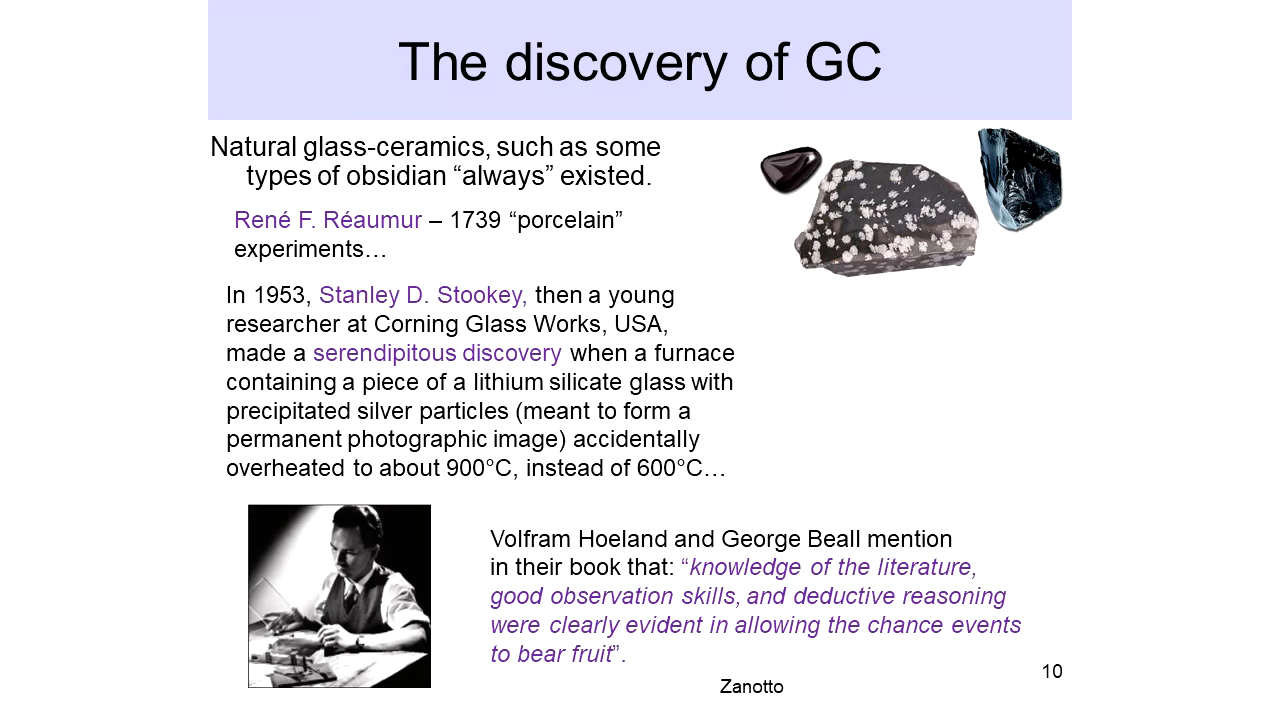 The discovery of GC
Natural glass-ceramics, such as some
types of obsidian “always” existed.
René F. Réaumur – 1739 “porcelain”
experiments…
In 1953, Stanley D. Stookey, then a young
researcher at Corning Glass Works, USA,
made a serendipitous discovery when a furnace
containing a piece of a lithium silicate glass with
precipitated silver particles (meant to form a
permanent photographic image) accidentally
overheated to about 900°C, instead of 600°C…
Volfram Hoeland and George Beall mention
in their book that: “knowledge of the literature,
good observation skills, and deductive reasoning
were clearly evident in allowing the chance events
to bear fruit”.
10
Zanotto